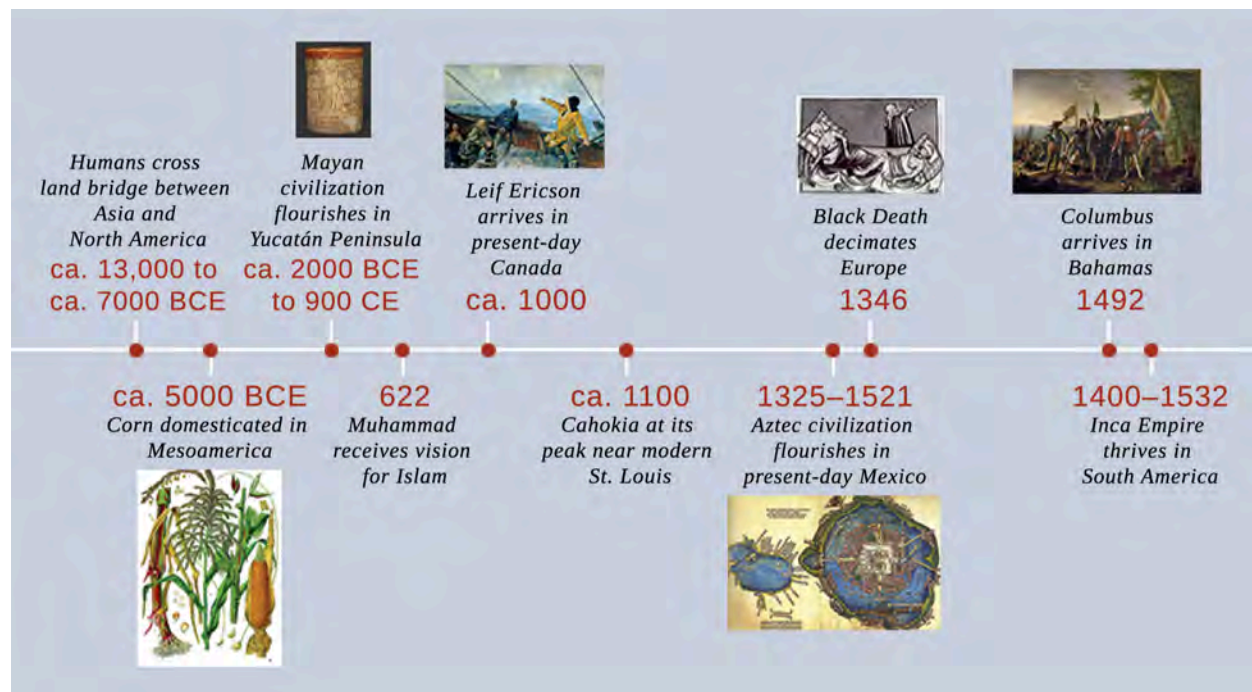 Humans cross
land bridge between
Asia and
North America
ca. 13,000 to
ca. 7000 BCE
Mayan
civilization
flourishes in
Yucatán Peninsula
ca. 2000 BCE
to 900 CE
Leif Ericson
arrives in
present-day
Canada
ca. 1000
Black Death
decimates
Europe
1346
Columbus
arrives in
Bahamas
1492
ca. 5000 BCE
Corn domesticated in
Mesoamerica
622
Muhammad
receives vision
for Islam
ca. 1100
Cahokia at its
peak near modern
St. Louis
1325–1521
Aztec civilization
flourishes in
present-day Mexico
1400–1532
Inca Empire
thrives in
South America